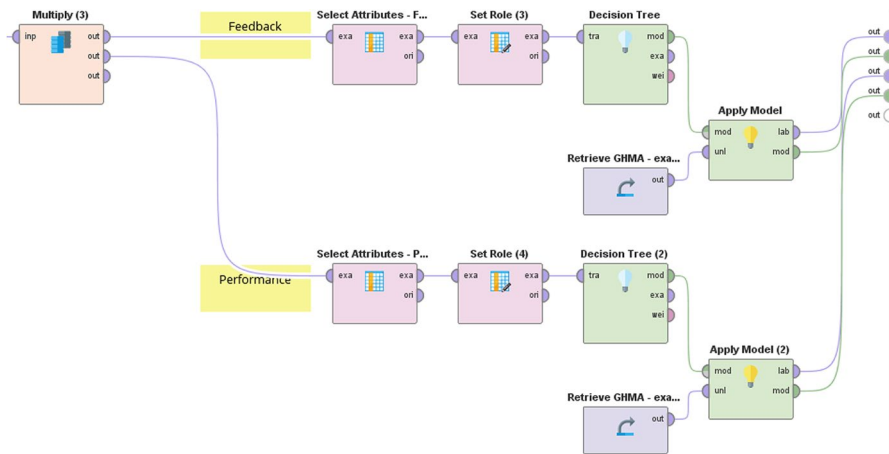 Multiply (3)
inp
out
out
out
Feedback
Select Attributes - F...
exa
exa
ori
Set Role (3)
exa
exa
ori
Decision Tree
tra
mod
exa
wei
Apply Model
mod
lab
unl
mod
Retrieve GHMA - exa...
out
out
out
out
out
out
Performance
Select Attributes - P...
exa
exa
ori
Set Role (4)
exa
exa
ori
Decision Tree (2)
tra
mod
exa
wei
Apply Model (2)
mod
lab
unl
mod
Retrieve GHMA - exa...
out